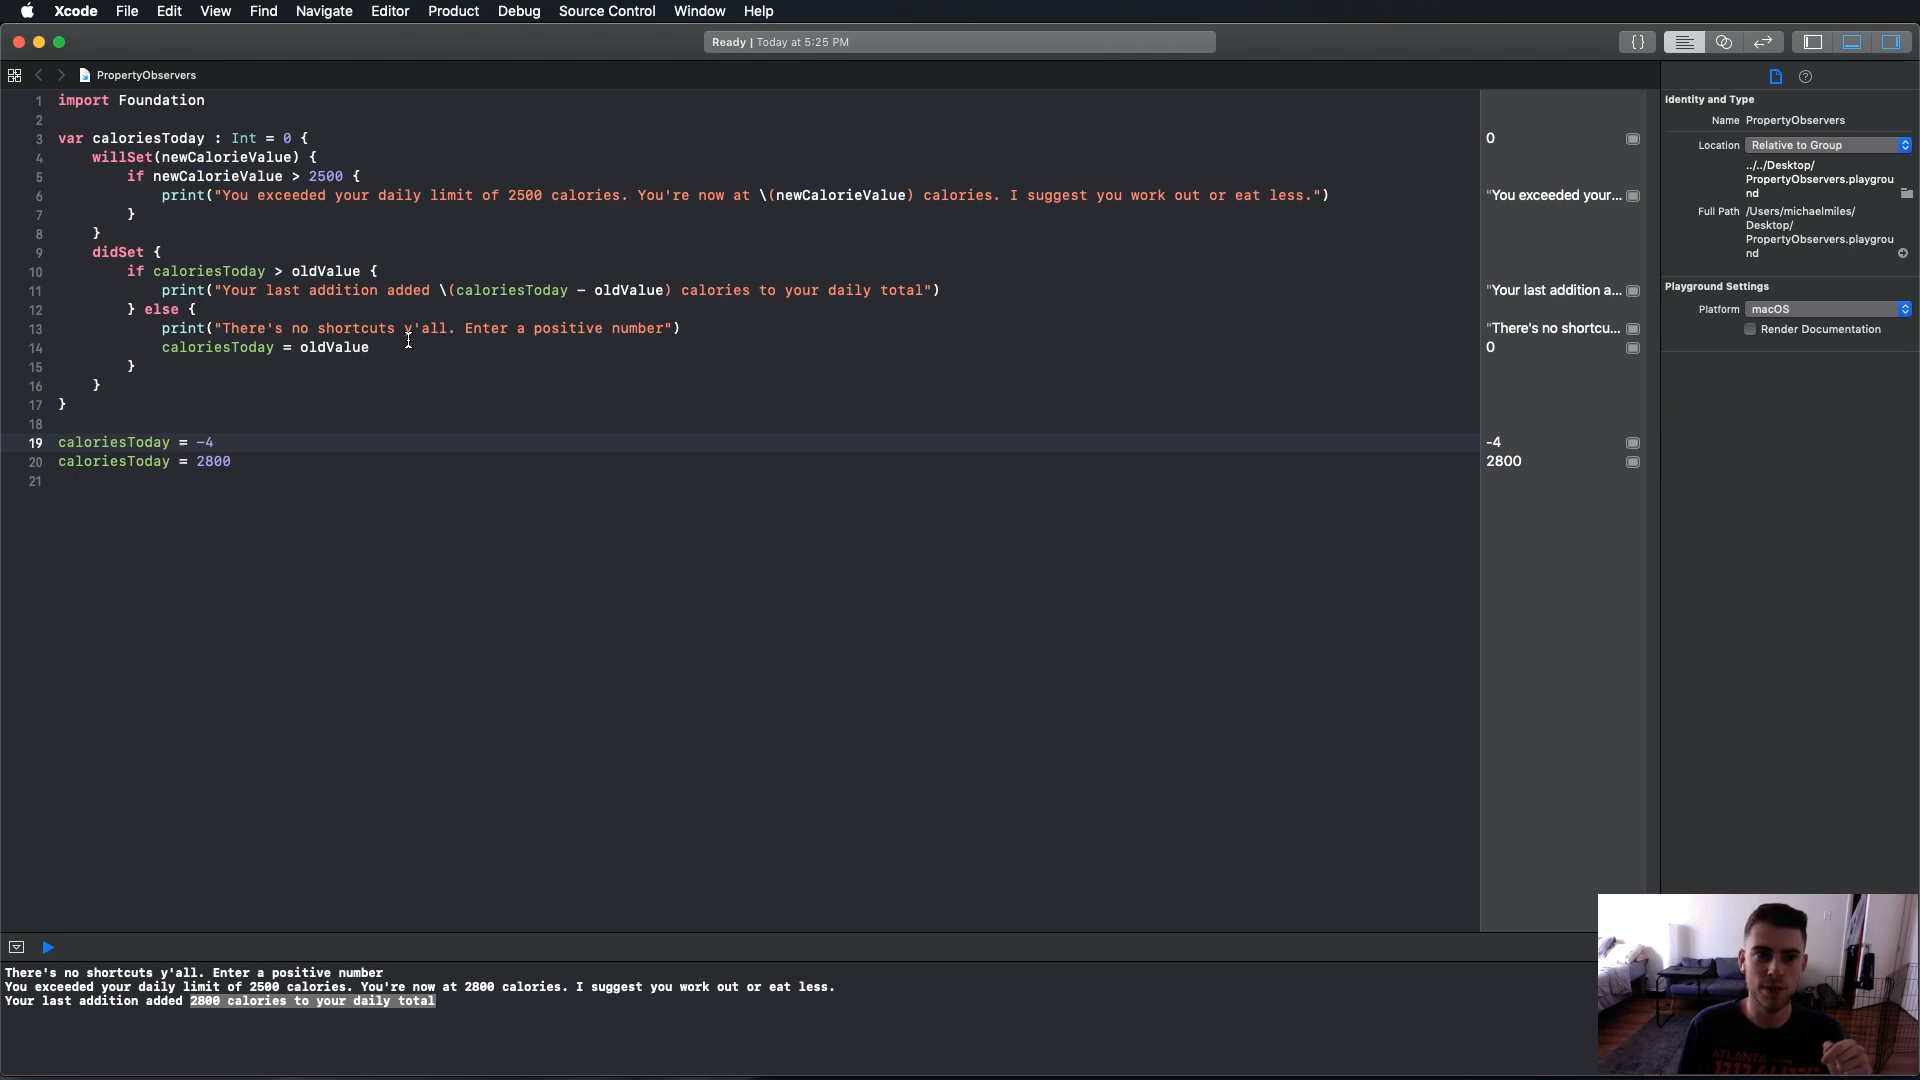 Xcode File Edit View Find Navigate Editor Product Debug Source Control Window Help
Ready | Today at 5:25 PM
{}
PropertyObservers
1 import Foundation
2
3 var caloriesToday : Int = 0 {
4 willSet(newCalorieValue) {
5 if newCalorieValue > 2500 {
6 print("You exceeded your daily limit of 2500 calories. You're now at \(newCalorieValue) calories. I suggest you work out or eat less.")
7 }
8 }
9 didSet {
10 if caloriesToday > oldValue {
11 print("Your last addition added \(caloriesToday - oldValue) calories to your daily total")
12 } else {
13 print("There's no shortcuts y'all. Enter a positive number")
14 caloriesToday = oldValue
15 }
16 }
17 }
18
19 caloriesToday = -4
20 caloriesToday = 2800
21
0
"You exceeded your...
"Your last addition a...
"There's no shortcu...
0
-4
2800
Identity and Type
Name PropertyObservers
Location Relative to Group
../../Desktop/
PropertyObservers.playgrou
nd
Full Path /Users/michaelmiles/
Desktop/
PropertyObservers.playgrou
nd
Playground Settings
Platform macOS
Render Documentation
There's no shortcuts y'all. Enter a positive number
You exceeded your daily limit of 2500 calories. You're now at 2800 calories. I suggest you work out or eat less.
Your last addition added 2800 calories to your daily total
ATLANTA